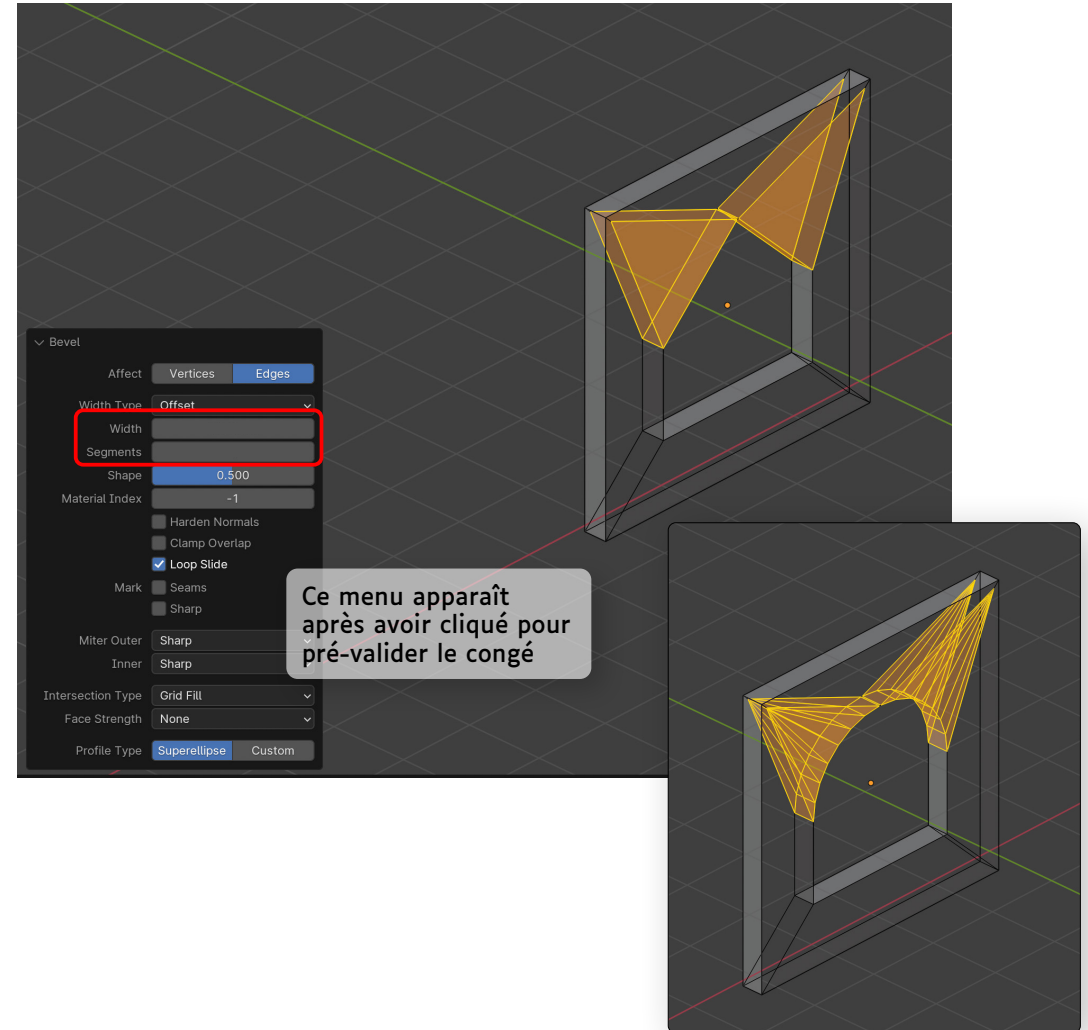 Bevel
Affect Vertices Edges
Width Type Offset
Width
Segments
Shape 0.500
Material Index -1
Harden Normals
Clamp Overlap
Loop Slide
Mark Seams
Sharp
Miter Outer Sharp
Inner Sharp
Intersection Type Grid Fill
Face Strength None
Profile Type Superellipse Custom
Ce menu apparaît
après avoir cliqué pour
pré-valider le congé